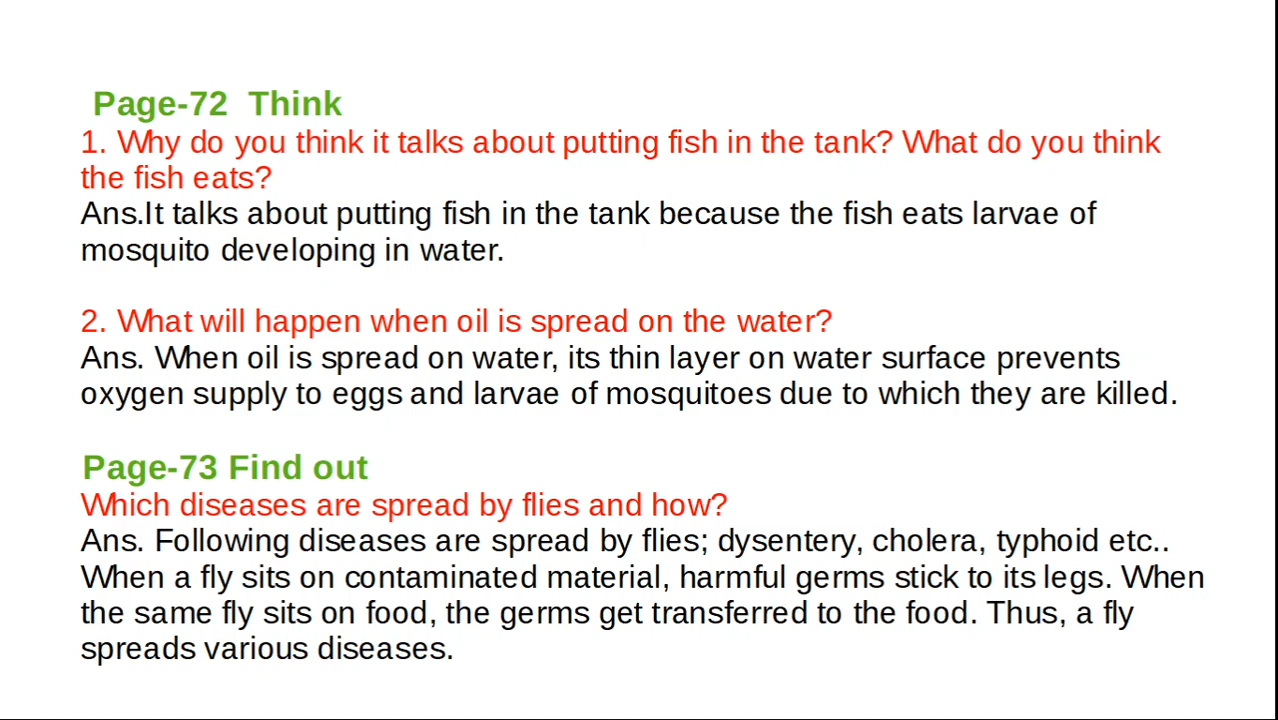 Page-72  Think
1. Why do you think it talks about putting fish in the tank? What do you think
the fish eats?
Ans.It talks about putting fish in the tank because the fish eats larvae of
mosquito developing in water.
2. What will happen when oil is spread on the water?
Ans. When oil is spread on water, its thin layer on water surface prevents
oxygen supply to eggs and larvae of mosquitoes due to which they are killed.
Page-73 Find out
Which diseases are spread by flies and how?
Ans. Following diseases are spread by flies; dysentery, cholera, typhoid etc..
When a fly sits on contaminated material, harmful germs stick to its legs. When
the same fly sits on food, the germs get transferred to the food. Thus, a fly
spreads various diseases.